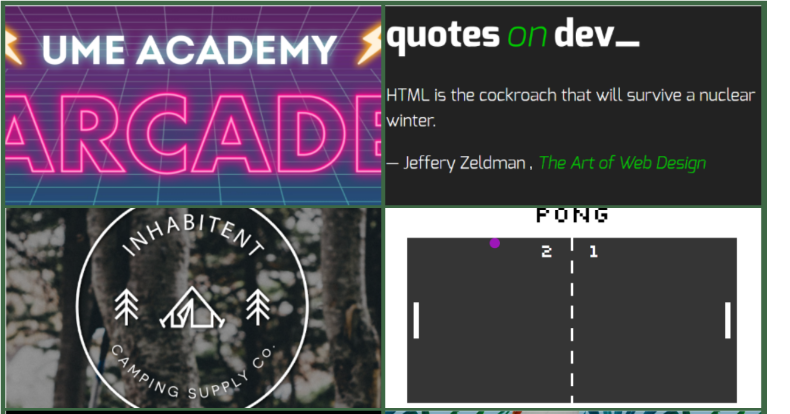 UME ACADEMY
ARCADE
quotes on dev_
HTML is the cockroach that will survive a nuclear
winter.
— Jeffery Zeldman , The Art of Web Design
INHABITENT
CAMPING SUPPLY CO.
PONG
2 1